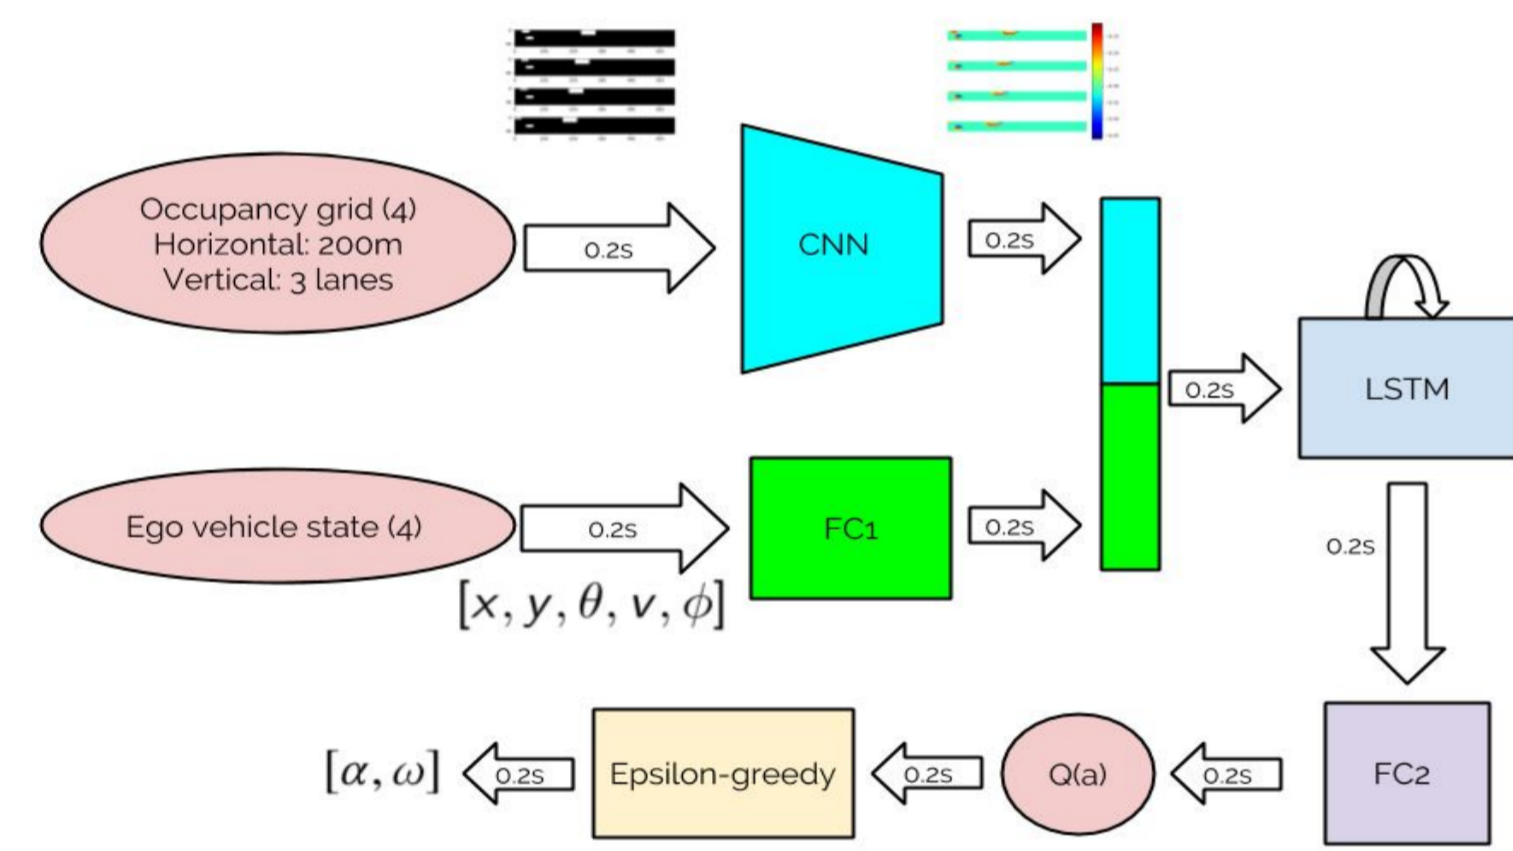 Occupancy grid (4)
Horizontal: 200m
Vertical: 3 lanes
0.2s
CNN
0.2s
0.2s
LSTM
Ego vehicle state (4)
0.2s
[x, y, θ, v, ϕ]
FC1
0.2s
0.2s
[α, ω]
0.2s
Epsilon-greedy
0.2s
Q(a)
0.2s
FC2